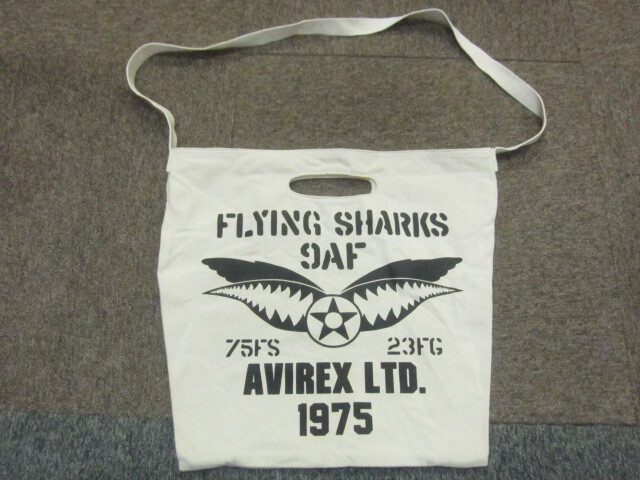 FLYING SHARKS
9AF
75FS 23FG
AVIREX LTD.
1975